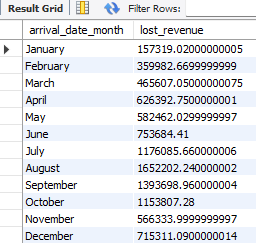 Result Grid Filter Rows:
arrival_date_month lost_revenue
January 157319.02000000005
February 359982.6699999999
March 465607.05000000075
April 626392.7500000001
May 582462.0299999997
June 753684.41
July 1176085.660000006
August 1652202.240000002
September 1393698.960000004
October 1153807.28
November 566333.9999999997
December 715311.0900000014